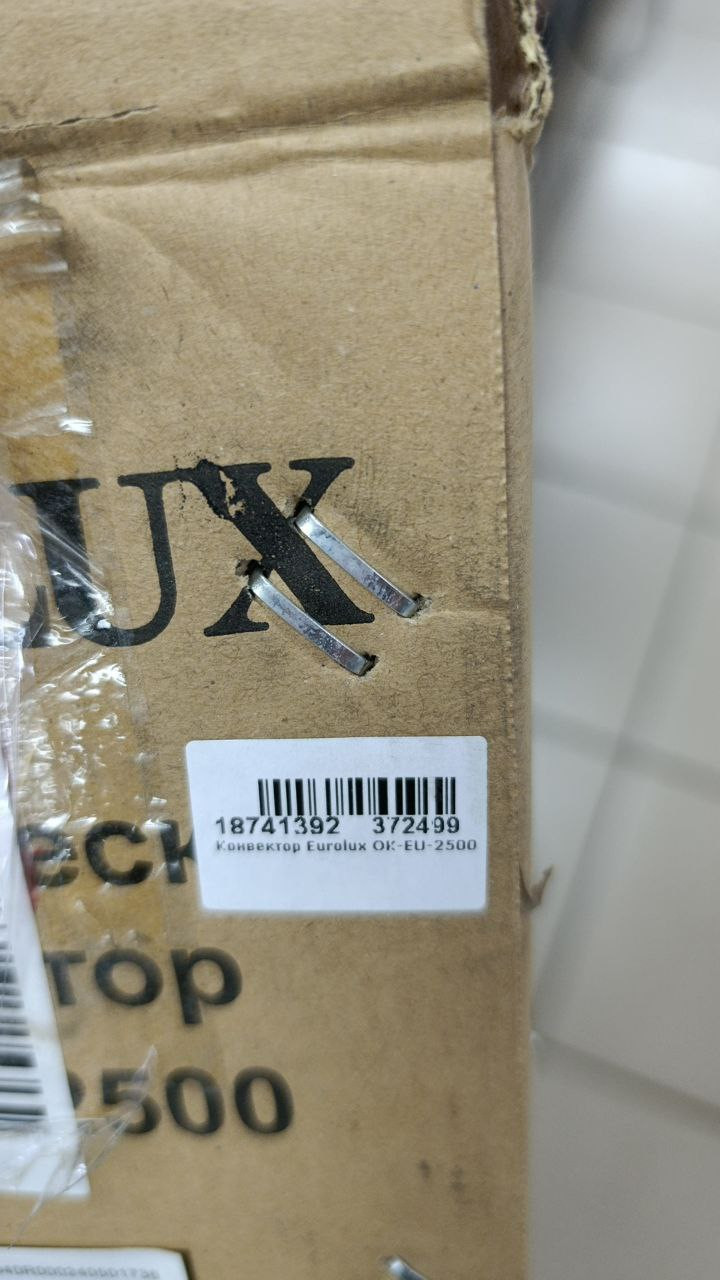 UX
18741392 372499
Конвектор Eurolux ОК-EU-2500
еск
тор
2500